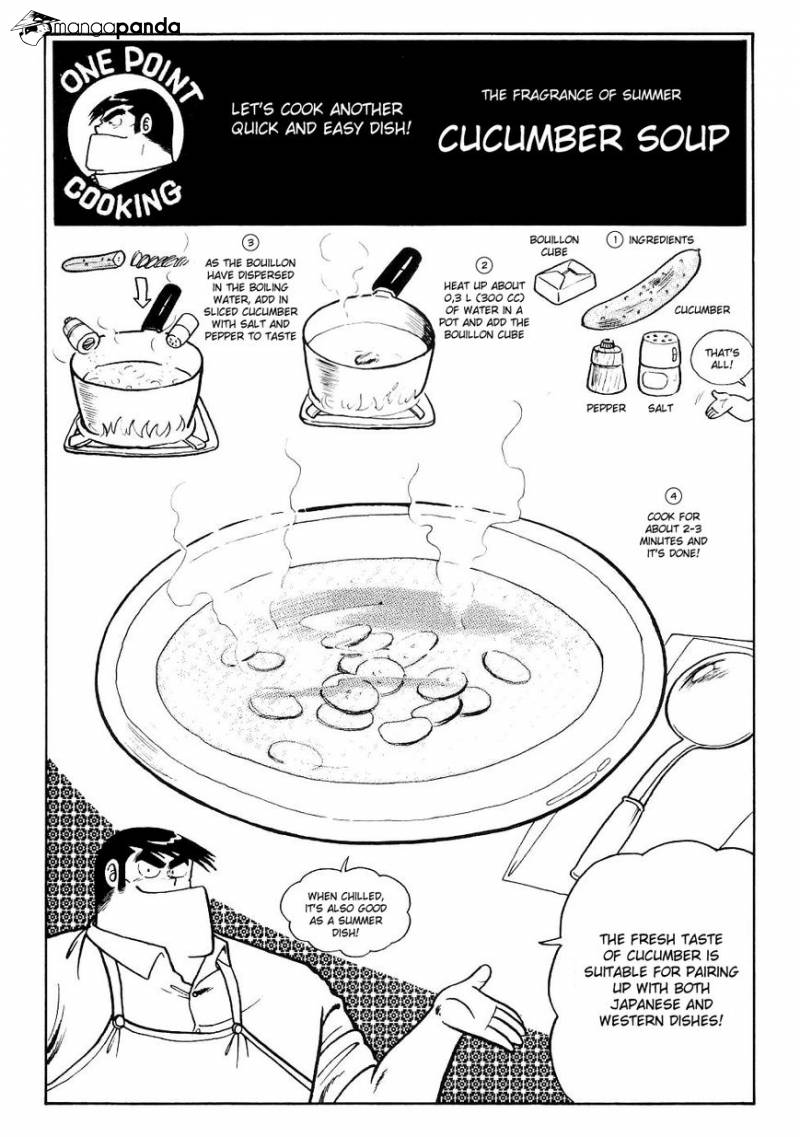 mangapanda
ONE POINT
COOKING
LET'S COOK ANOTHER
QUICK AND EASY DISH!
THE FRAGRANCE OF SUMMER
CUCUMBER SOUP
1 INGREDIENTS
BOUILLON
CUBE
CUCUMBER
PEPPER
SALT
THAT'S
ALL!
2
HEAT UP ABOUT
0,3 L (300 CC)
OF WATER IN A
POT AND ADD THE
BOUILLON CUBE
3
AS THE BOUILLON
HAVE DISPERSED
IN THE BOILING
WATER, ADD IN
SLICED CUCUMBER
WITH SALT AND
PEPPER TO TASTE
4
COOK FOR
ABOUT 2-3
MINUTES AND
IT'S DONE!
THE FRESH TASTE
OF CUCUMBER IS
SUITABLE FOR PAIRING
UP WITH BOTH
JAPANESE AND
WESTERN DISHES!
WHEN CHILLED,
IT'S ALSO GOOD
AS A SUMMER
DISH!